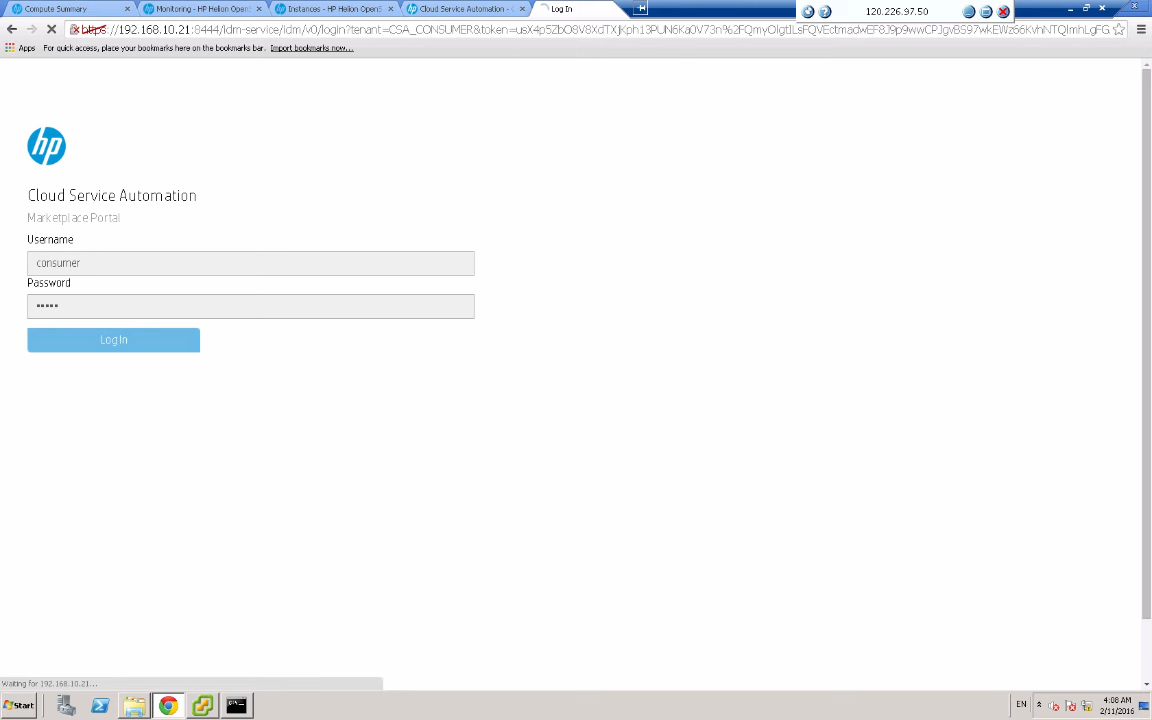 Compute Summary
Monitoring - HP Helion Open
Instances - HP Helion OpenS
Cloud Service Automation - C
Log In
120.226.97.50
https://192.168.10.21:8444/idm-service/idm/v0/login?tenant=CSA_CONSUMER&token=
Apps
For quick access, place your bookmarks here on the bookmarks bar.
Import bookmarks now...
hp
Cloud Service Automation
Marketplace Portal
Username
consumer
Password
Log In
Waiting for 192.168.10.21...
Start
EN
4:08 AM
2/11/2016